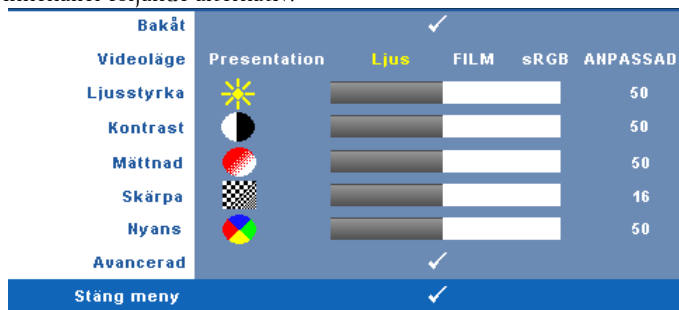 Bakåt
Videoläge Presentation Ljus FILM sRGB ANPASSAD
Ljusstyrka 50
Kontrast 50
Mättnad 50
Skärpa 16
Nyans 50
Avancerad
Stäng meny